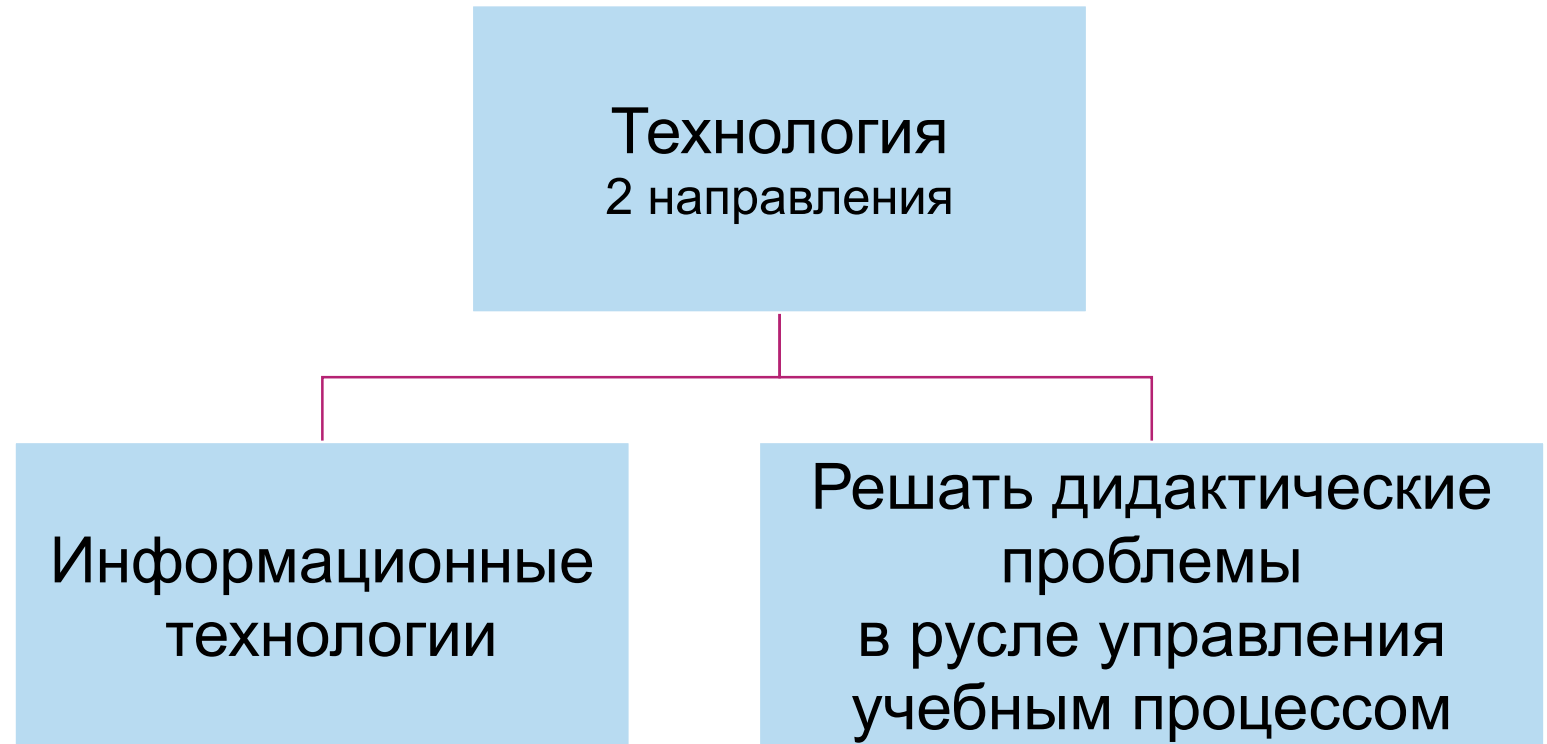 Технология
2 направления
Информационные
технологии
Решать дидактические
проблемы
в русле управления
учебным процессом